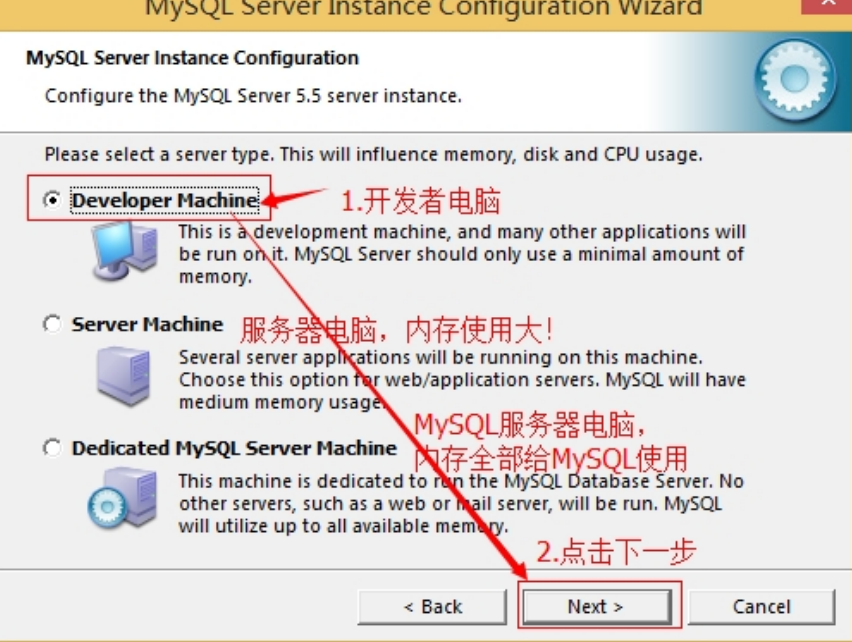 MySQL Server Instance Configuration Wizard
MySQL Server Instance Configuration
Configure the MySQL Server 5.5 server instance.
Please select a server type. This will influence memory, disk and CPU usage.
Developer Machine
1.开发者电脑
This is a development machine, and many other applications will
be run on it. MySQL Server should only use a minimal amount of
memory.
Server Machine
服务器电脑，内存使用大！
Several server applications will be running on this machine.
Choose this option for web/application servers. MySQL will have
medium memory usage.
MySQL服务器电脑，
内存全部给MySQL使用
Dedicated MySQL Server Machine
This machine is dedicated to run the MySQL Database Server. No
other servers, such as a web or mail server, will be run. MySQL
will utilize up to all available memory.
2.点击下一步
< Back
Next >
Cancel